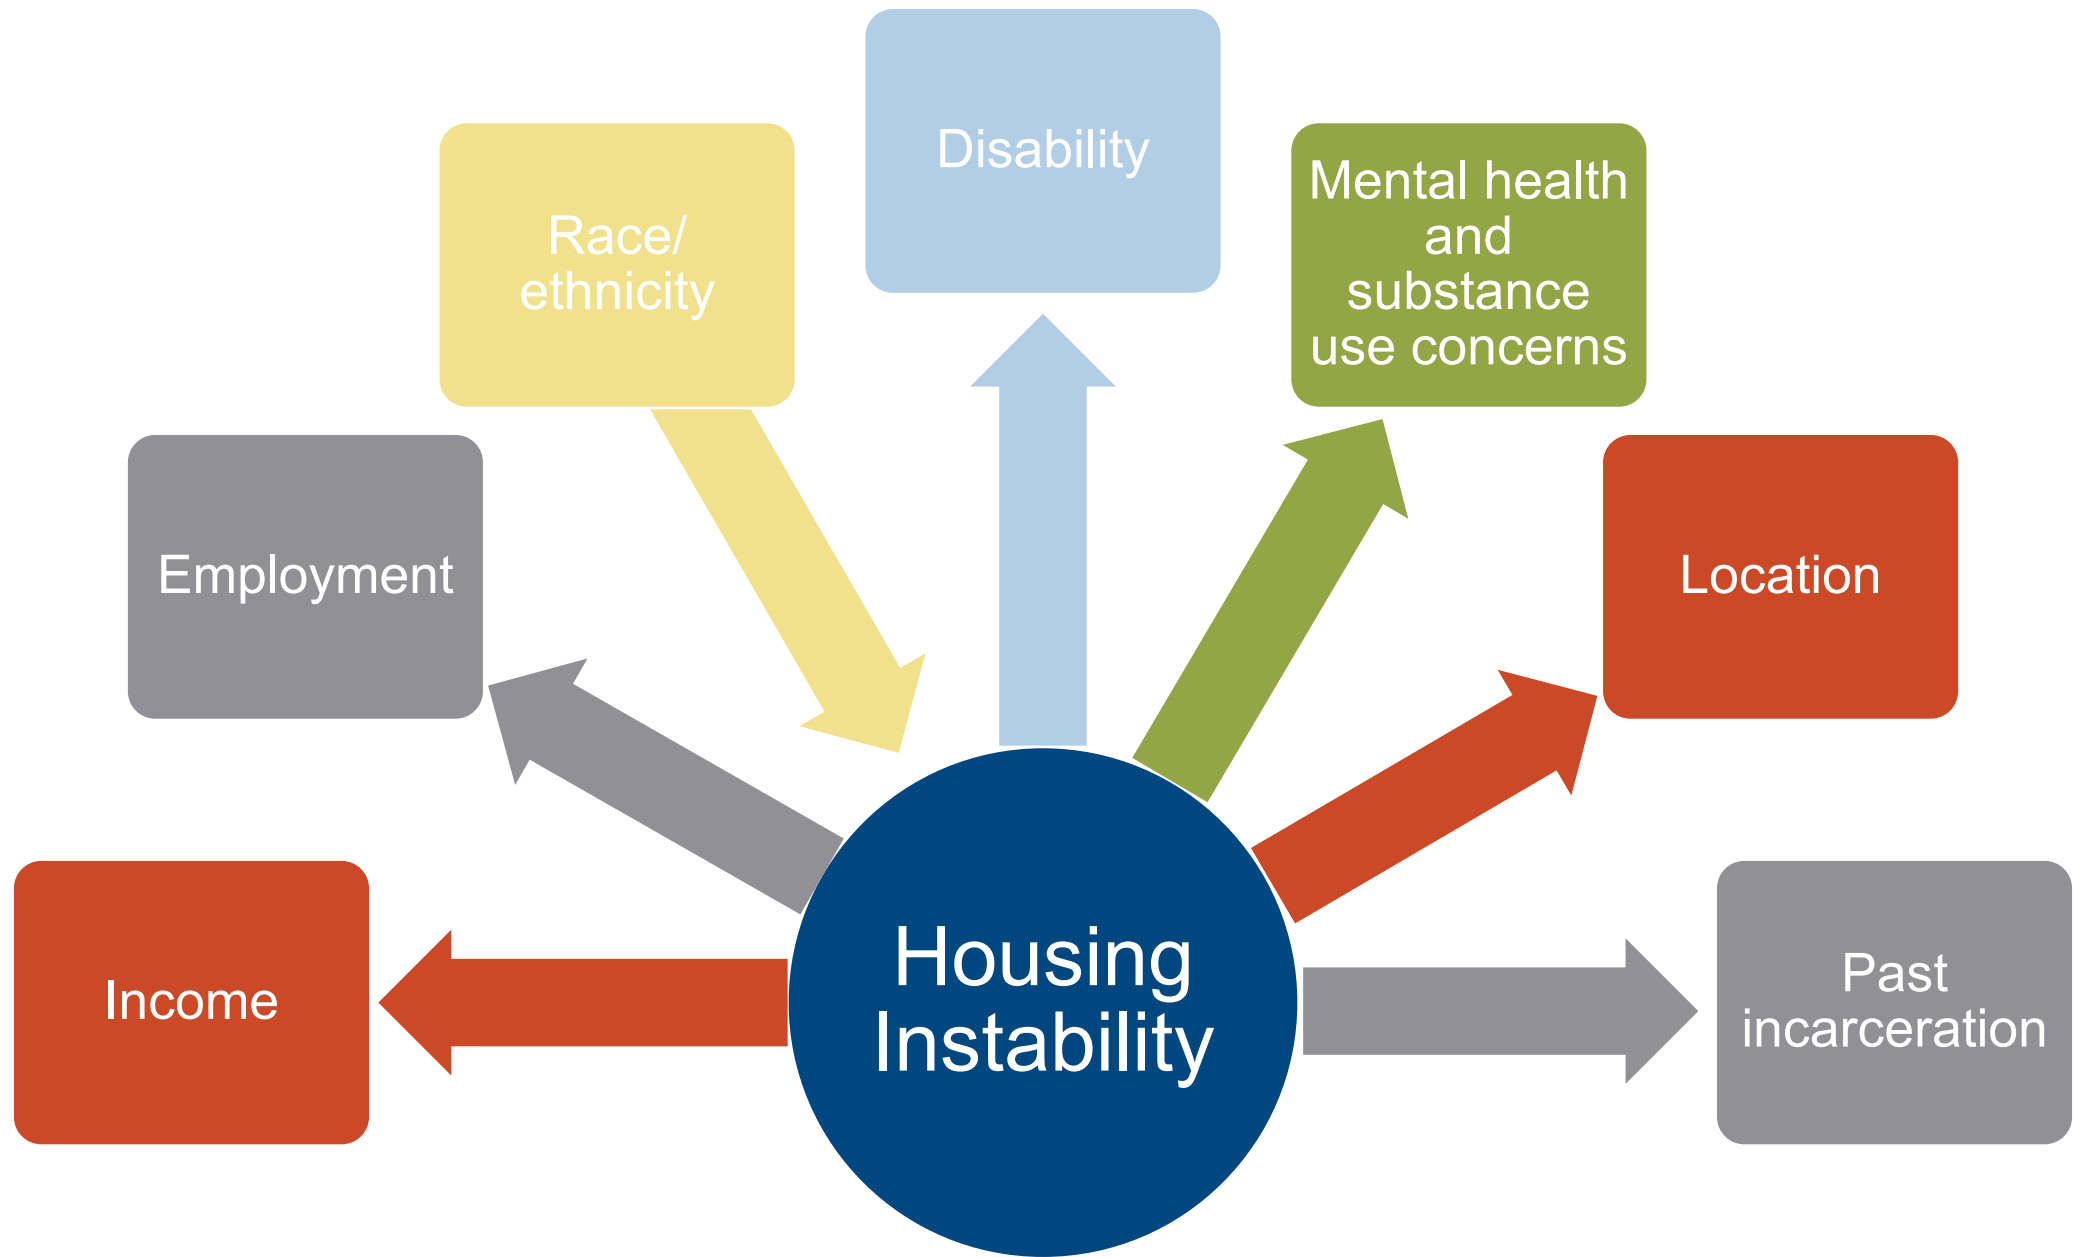 Disability
Mental health
and
substance
use concerns
Race/
ethnicity
Employment
Location
Income
Housing
Instability
Past
incarceration